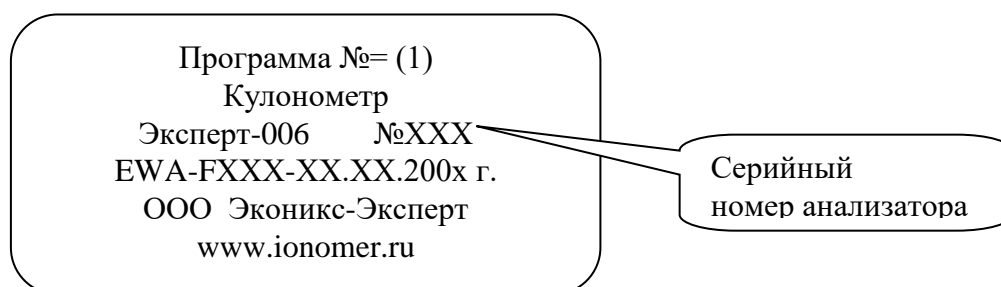 Программа №= (1)
Кулонометр
Эксперт-006 №XXX
EWA-FXXX-XX.XX.200x г.
ООО Эконикс-Эксперт
www.ionomer.ru
Серийный
номер анализатора